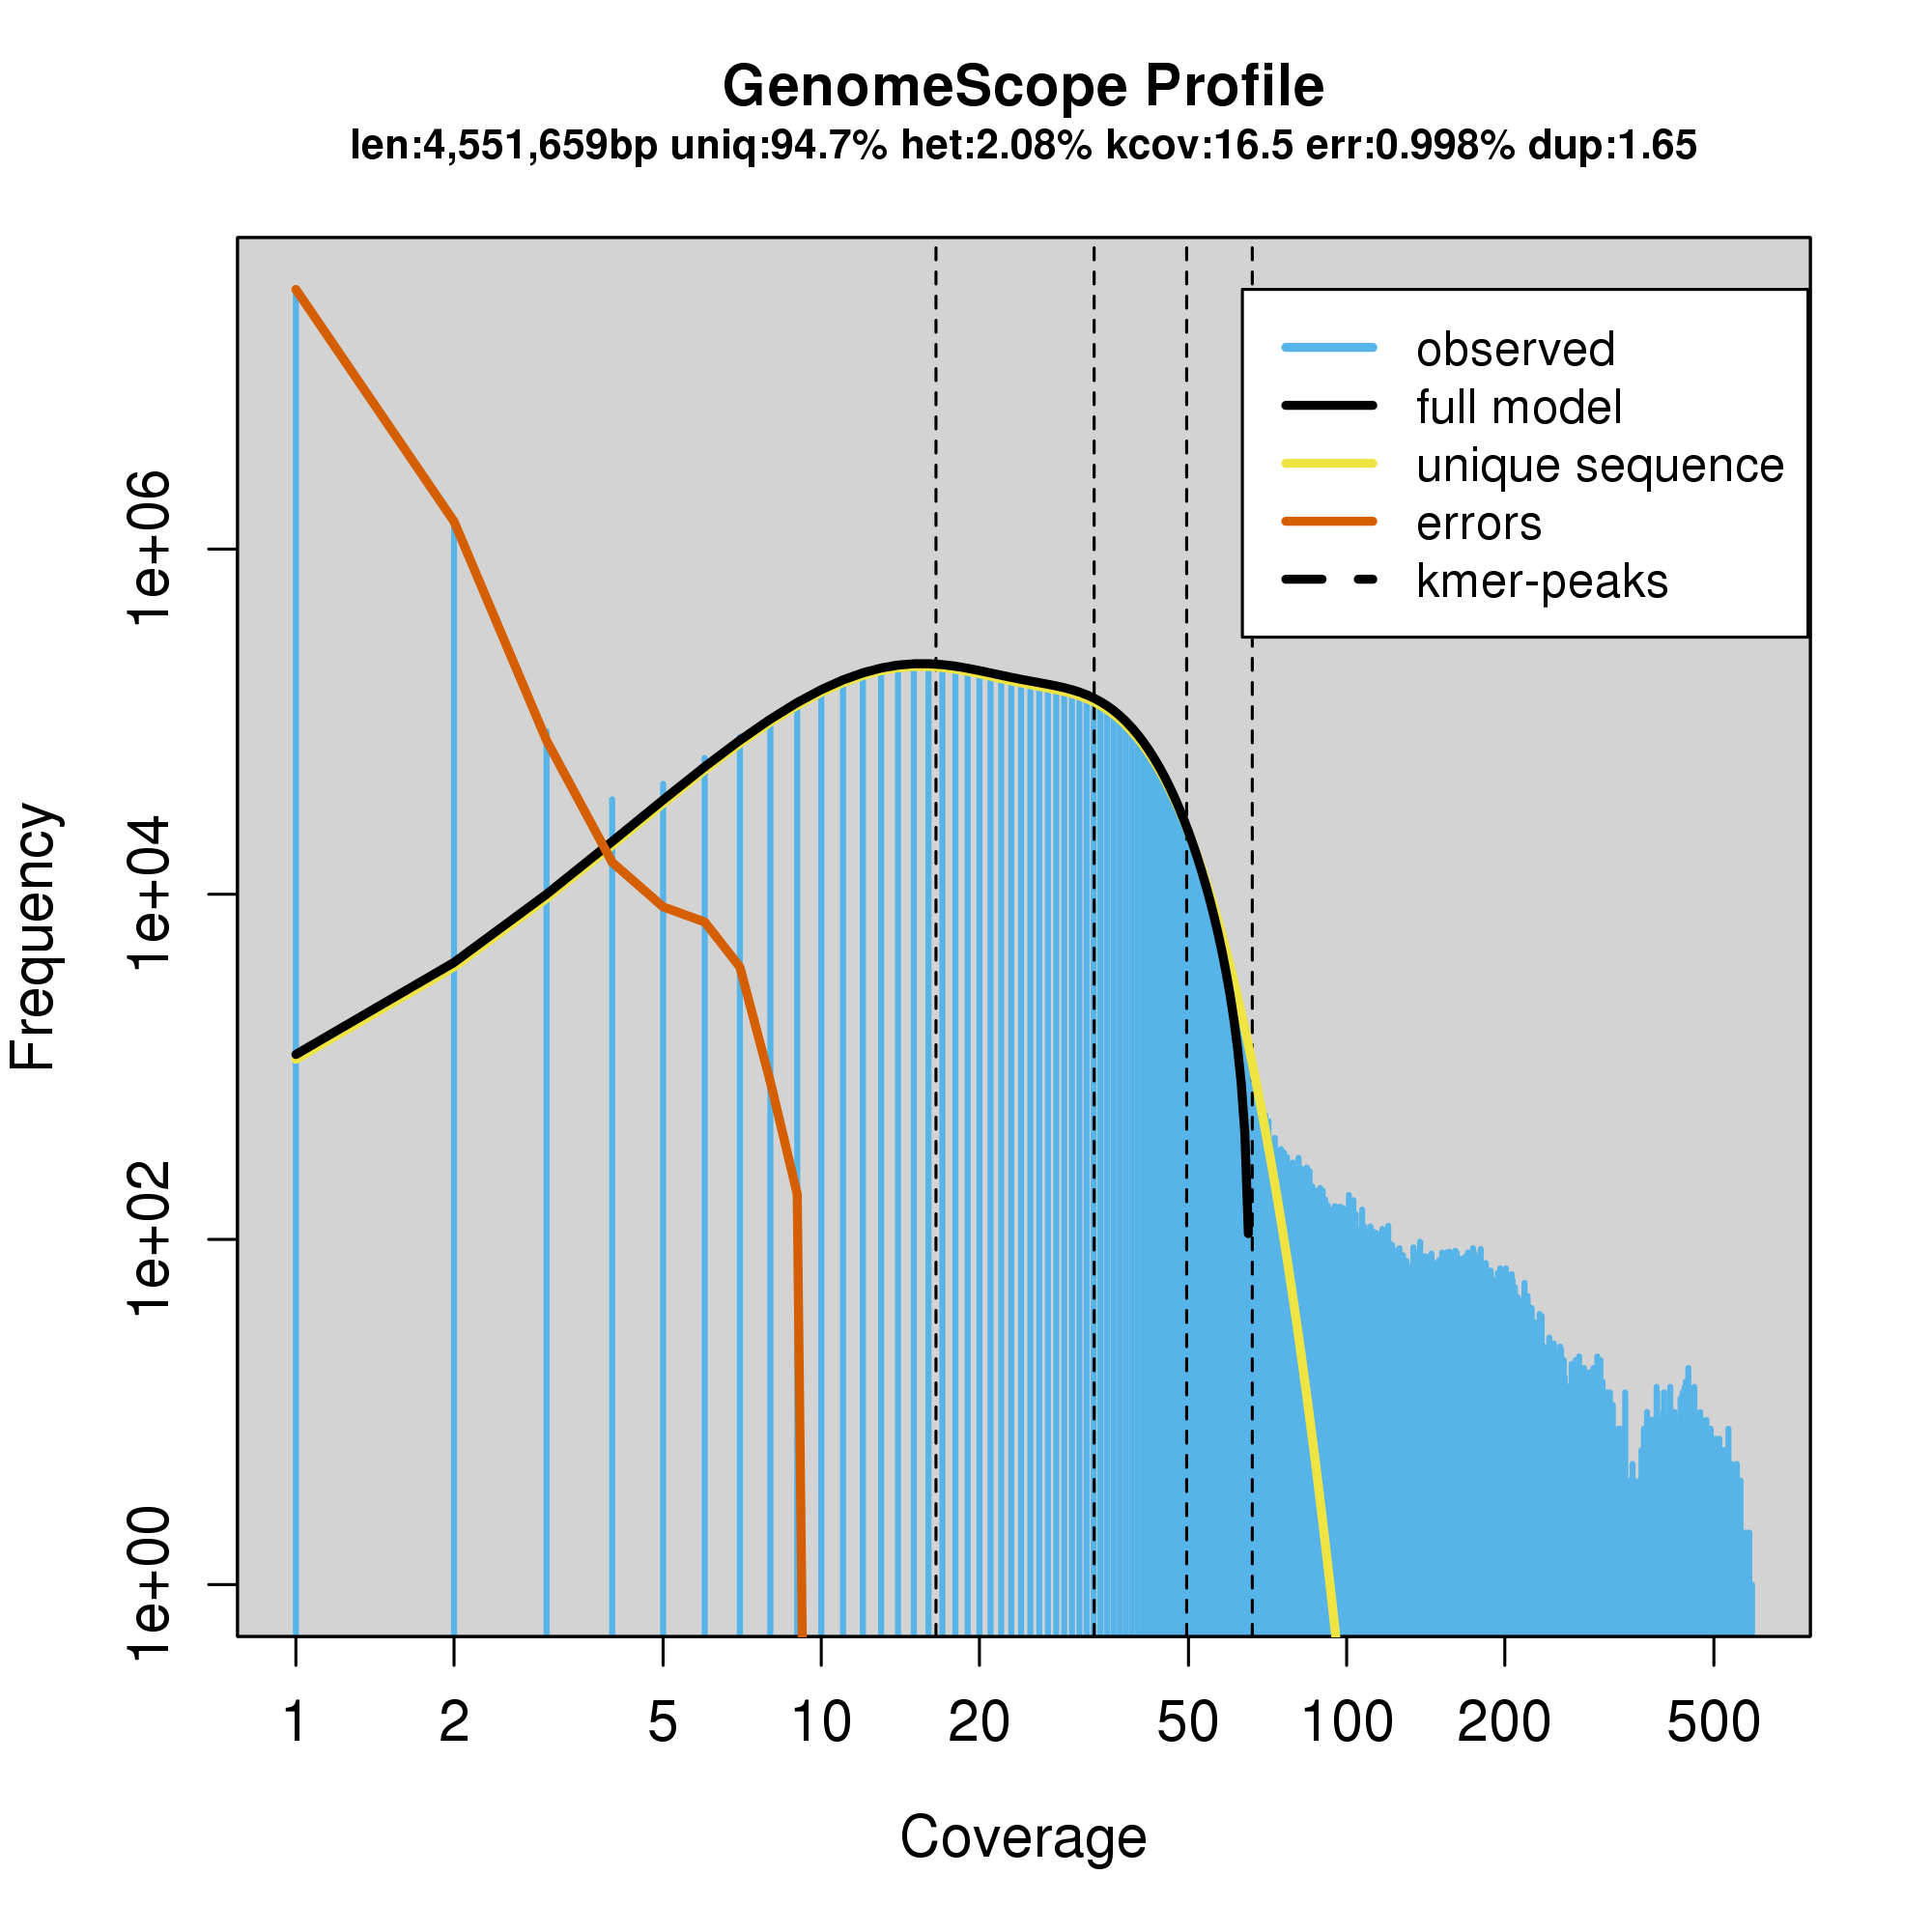 GenomeScope Profile
len:4,551,659bp uniq:94.7% het:2.08% kcov:16.5 err:0.998% dup:1.65
observed
full model
unique sequence
errors
kmer-peaks
Frequency
1e+06
1e+04
1e+02
1e+00
1 2 5 10 20 50 100 200 500
Coverage